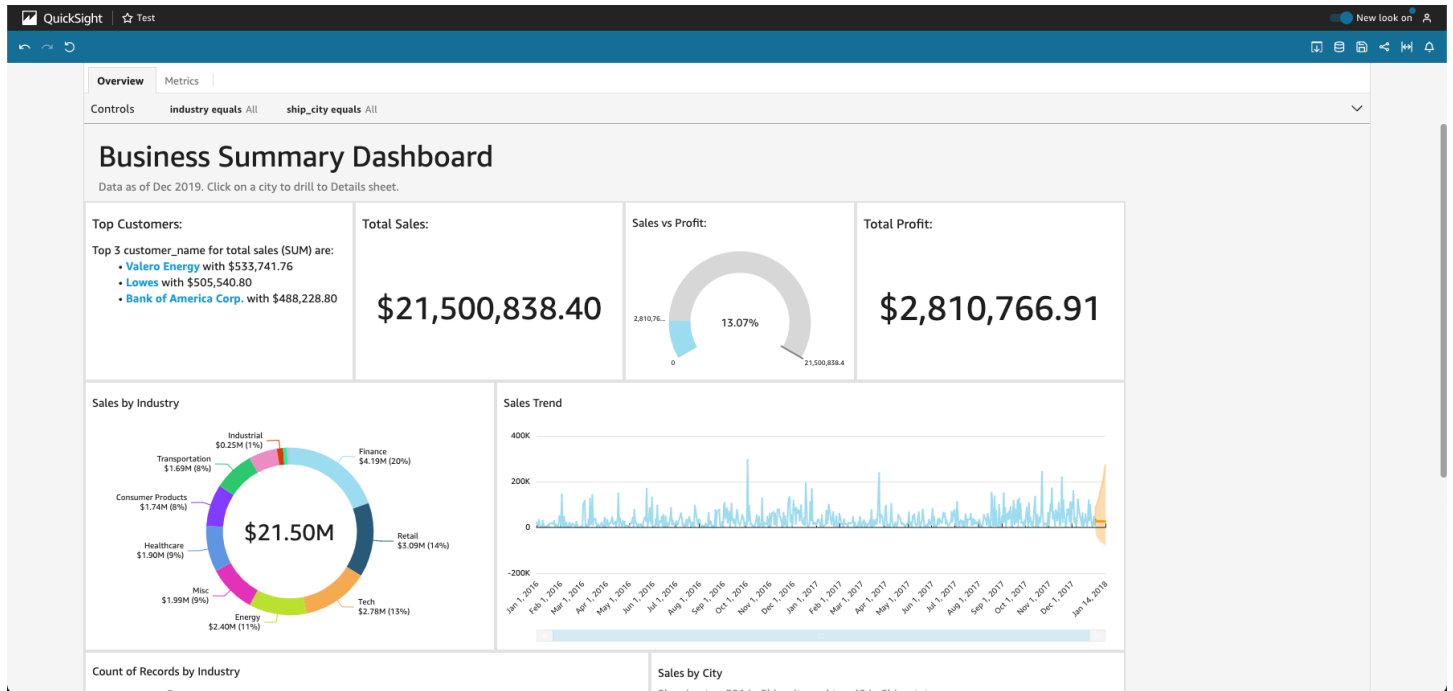 QuickSight
Test
New look on
Overview
Metrics
Controls
industry equals All
ship_city equals All
Business Summary Dashboard
Data as of Dec 2019. Click on a city to drill to Details sheet.
Top Customers:
Top 3 customer_name for total sales (SUM) are:
• Valero Energy with $533,741.76
• Lowes with $505,540.80
• Bank of America Corp. with $488,228.80
Total Sales:
$21,500,838.40
Sales vs Profit:
2,810,76...
13.07%
0
21,500,838.4
Total Profit:
$2,810,766.91
Sales by Industry
Industrial
$0.25M (1%)
Transportation
$1.69M (8%)
Consumer Products
$1.74M (8%)
Healthcare
$1.90M (9%)
Misc
$1.99M (9%)
Energy
$2.40M (11%)
Finance
$4.19M (20%)
Retail
$3.09M (14%)
Tech
$2.78M (13%)
$21.50M
Sales Trend
400K
200K
0
-200K
Jan 1, 2016
Feb 1, 2016
Mar 1, 2016
Apr 1, 2016
May 1, 2016
Jun 1, 2016
Jul 1, 2016
Aug 1, 2016
Sep 1, 2016
Oct 1, 2016
Nov 1, 2016
Dec 1, 2016
Jan 1, 2017
Feb 1, 2017
Mar 1, 2017
Apr 1, 2017
May 1, 2017
Jun 1, 2017
Jul 1, 2017
Aug 1, 2017
Sep 1, 2017
Oct 1, 2017
Nov 1, 2017
Dec 1, 2017
Jan 14, 2018
Count of Records by Industry
Sales by City